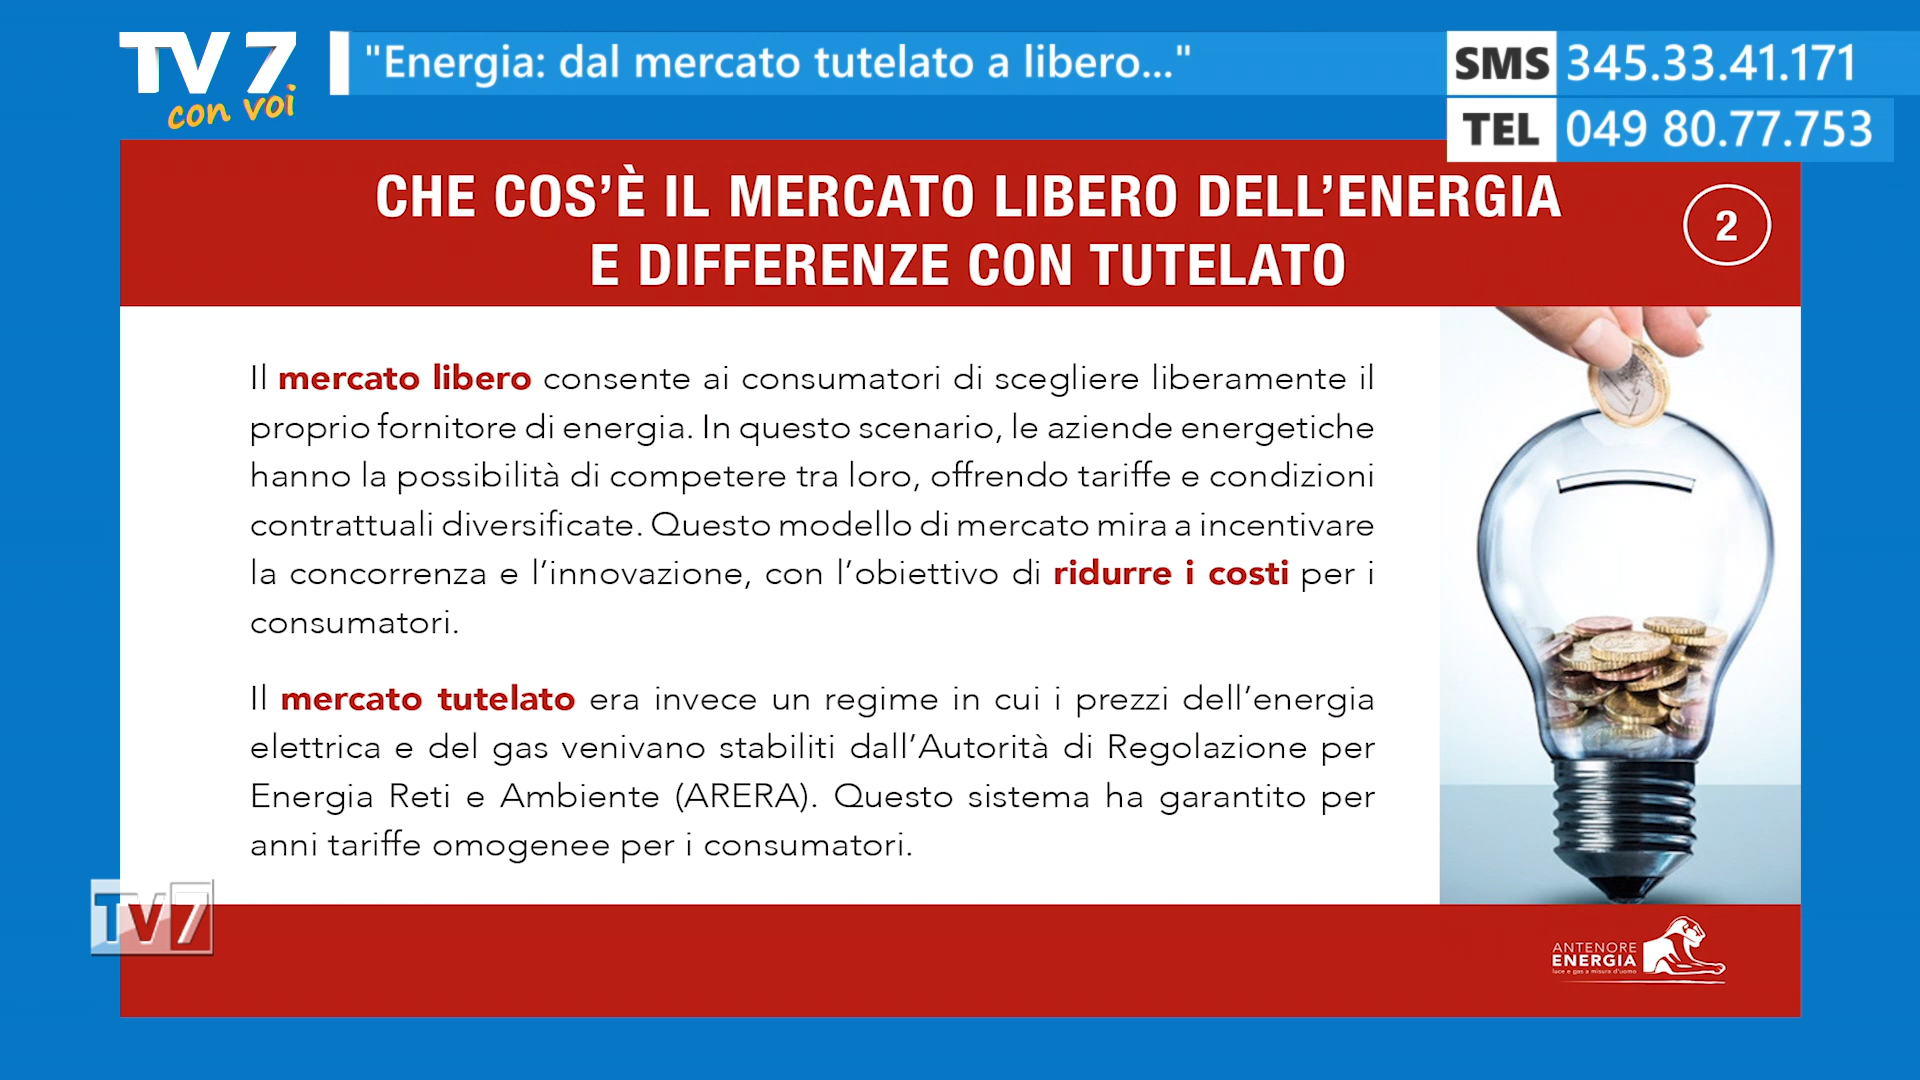 TV 7
con voi
"Energia: dal mercato tutelato a libero..."
SMS 345.33.41.171
TEL 049 80.77.753
CHE COS'È IL MERCATO LIBERO DELL'ENERGIA
E DIFFERENZE CON TUTELATO
2
Il mercato libero consente ai consumatori di scegliere liberamente il
proprio fornitore di energia. In questo scenario, le aziende energetiche
hanno la possibilità di competere tra loro, offrendo tariffe e condizioni
contrattuali diversificate. Questo modello di mercato mira a incentivare
la concorrenza e l'innovazione, con l'obiettivo di ridurre i costi per i
consumatori.
Il mercato tutelato era invece un regime in cui i prezzi dell'energia
elettrica e del gas venivano stabiliti dall'Autorità di Regolazione per
Energia Reti e Ambiente (ARERA). Questo sistema ha garantito per
anni tariffe omogenee per i consumatori.
TV7
ANTENORE
ENERGIA
luce e gas a misura d'uomo